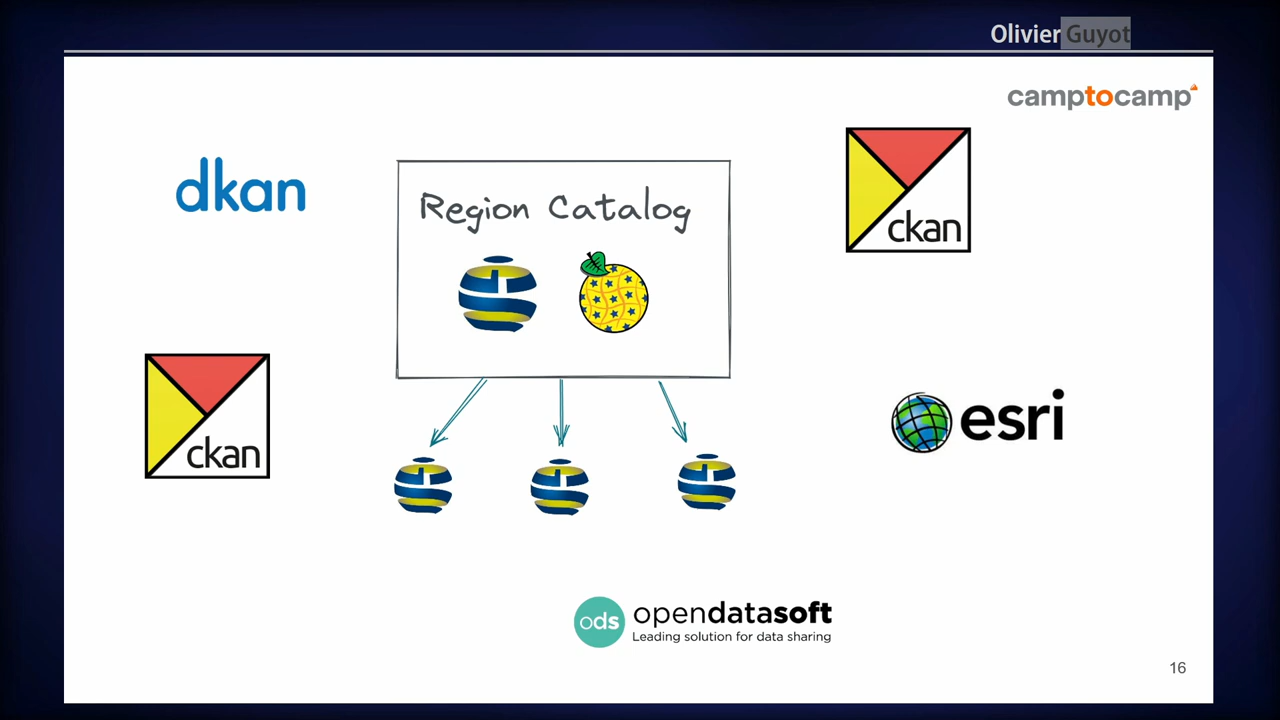 Olivier Guyot
camptocamp
dkan
Region Catalog
ckan
ckan
esri
ods opendatasoft
Leading solution for data sharing
16